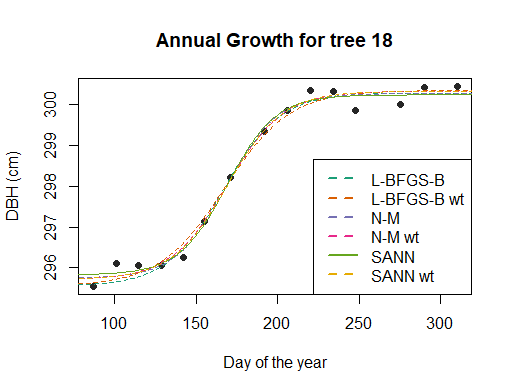 Annual Growth for tree 18
DBH (cm)
300
299
298
297
296
L-BFGS-B
L-BFGS-B wt
N-M
N-M wt
SANN
SANN wt
100 150 200 250 300
Day of the year